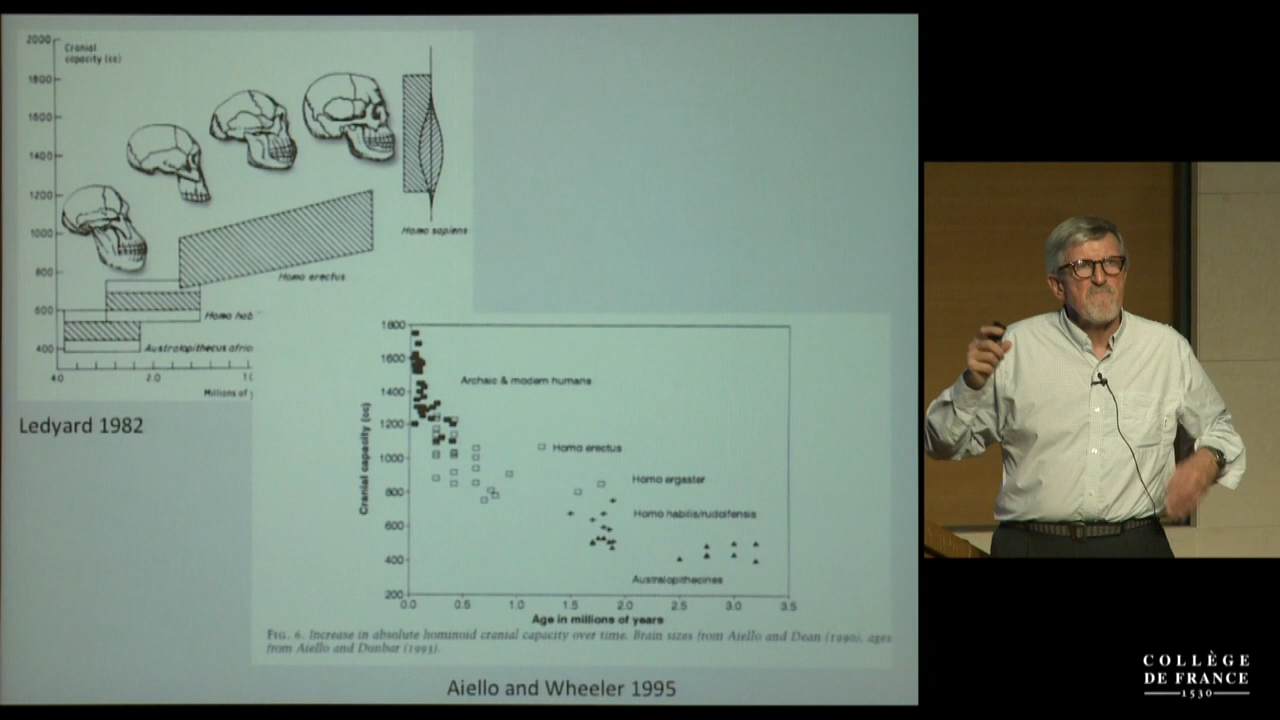 2000
Cranial
capacity (cc)
1800
1600
1400
1200
1000
800
600
400
Homo sapiens
Homo erectus
Homo hab
Australopithecus afric
4.0
2.0
1.0
Millions of y
Ledyard 1982
1800
1600
1400
1200
1000
800
600
400
200
Cranial capacity (cc)
Archaic & modern humans
Homo erectus
Homo ergaster
Homo habilis/rudolfensis
Australopithecines
0.0 0.5 1.0 1.5 2.0 2.5 3.0 3.5
Age in millions of years
FIG. 6. Increase in absolute hominoid cranial capacity over time. Brain sizes from Aiello and Dean (1990), ages
from Aiello and Dunbar (1993).
Aiello and Wheeler 1995
COLLÈGE
DE FRANCE
1530